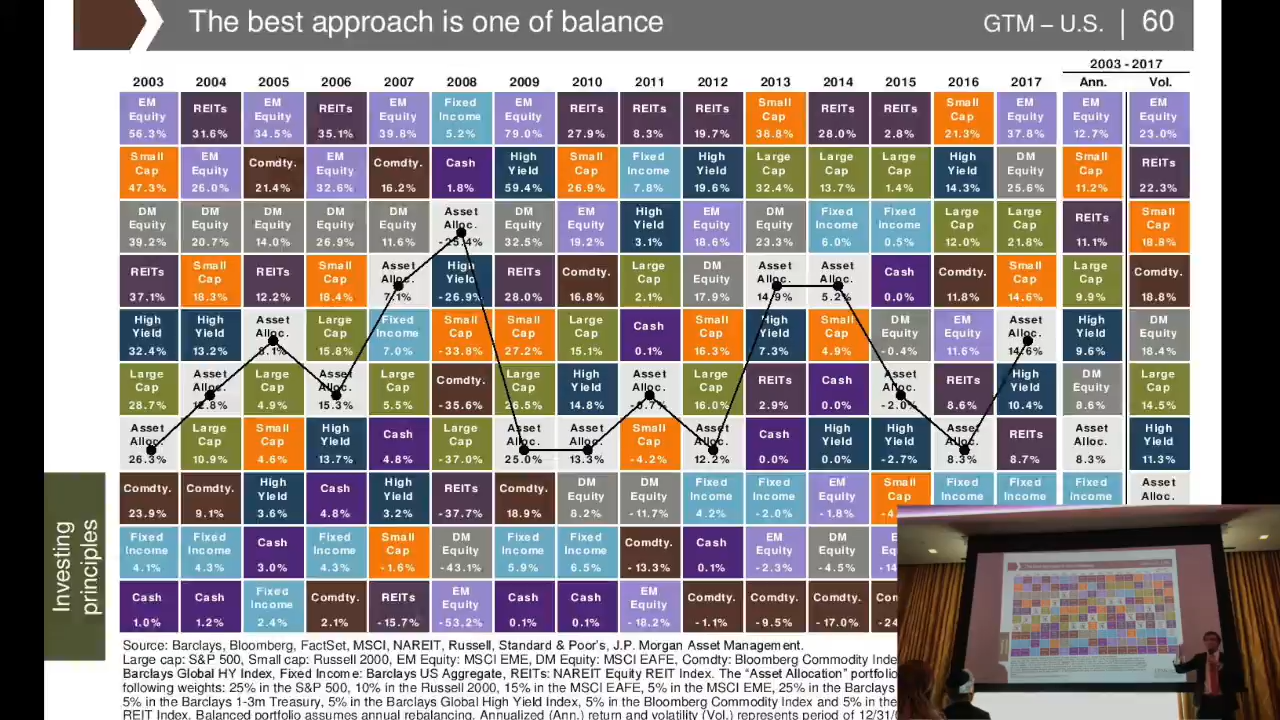 The best approach is one of balance
GTM – U.S. | 60
2003 - 2017
2003 2004 2005 2006 2007 2008 2009 2010 2011 2012 2013 2014 2015 2016 2017 Ann. Vol.
EM Equity 56.3% REITs 31.6% EM Equity 34.5% REITs 35.1% EM Equity 39.8% Fixed Income 5.2% EM Equity 79.0% REITs 27.9% REITs 8.3% REITs 19.7% Small Cap 38.8% REITs 28.0% REITs 2.8% Small Cap 21.3% EM Equity 37.8% EM Equity 12.7% EM Equity 23.0%
Small Cap 47.3% EM Equity 26.0% Comdty. 21.4% EM Equity 32.6% Comdty. 16.2% Cash 1.8% High Yield 59.4% Small Cap 26.9% Fixed Income 7.8% High Yield 19.6% Large Cap 32.4% Large Cap 13.7% Large Cap 1.4% High Yield 14.3% DM Equity 25.6% Small Cap 11.2% REITs 22.3%
DM Equity 39.2% DM Equity 20.7% DM Equity 14.0% DM Equity 26.9% DM Equity 11.6% Asset Alloc. -25.4% DM Equity 32.5% EM Equity 19.2% High Yield 3.1% EM Equity 18.6% DM Equity 23.3% Fixed Income 6.0% Fixed Income 0.5% Large Cap 12.0% Large Cap 21.8% REITs 11.1% Small Cap 18.8%
REITs 37.1% Small Cap 18.3% REITs 12.2% Small Cap 18.4% Asset Alloc. 7.1% High Yield -26.9% REITs 28.0% Comdty. 16.8% Large Cap 2.1% DM Equity 17.9% Asset Alloc. 14.9% Asset Alloc. 5.2% Cash 0.0% Comdty. 11.8% Small Cap 14.6% Large Cap 9.9% Comdty. 18.8%
High Yield 32.4% High Yield 13.2% Asset Alloc. 8.1% Large Cap 15.8% Fixed Income 7.0% Small Cap -33.8% Small Cap 27.2% Large Cap 15.1% Cash 0.1% Small Cap 16.3% High Yield 7.3% Small Cap 4.9% DM Equity -0.4% EM Equity 11.6% Asset Alloc. 14.6% High Yield 9.6% DM Equity 18.4%
Large Cap 28.7% Asset Alloc. 12.8% Large Cap 4.9% Asset Alloc. 15.3% Large Cap 5.5% Comdty. -35.6% Large Cap 26.5% High Yield 14.8% Asset Alloc. -0.7% Large Cap 16.0% REITs 2.9% Cash 0.0% Asset Alloc. -2.0% REITs 8.6% High Yield 10.4% DM Equity 8.6% Large Cap 14.5%
Asset Alloc. 26.3% Large Cap 10.9% Small Cap 4.6% High Yield 13.7% Cash 4.8% Large Cap -37.0% Asset Alloc. 25.0% Asset Alloc. 13.3% Small Cap -4.2% Asset Alloc. 12.2% Cash 0.0% High Yield 0.0% High Yield -2.7% Asset Alloc. 8.3% REITs 8.7% Asset Alloc. 8.3% High Yield 11.3%
Comdty. 23.9% Comdty. 9.1% High Yield 3.6% Cash 4.8% High Yield 3.2% REITs -37.7% Comdty. 18.9% DM Equity 8.2% DM Equity -11.7% Fixed Income 4.2% Fixed Income -2.0% EM Equity -1.8% Small Cap Fixed Income Income Fixed Income Asset Alloc.
Fixed Income 4.1% Fixed Income 4.3% Cash 3.0% Fixed Income 4.3% Small Cap -1.6% DM Equity -43.1% Fixed Income 5.9% Fixed Income 6.5% Comdty. -13.3% Cash 0.1% EM Equity -2.3% DM Equity -4.5%
Cash 1.0% Cash 1.2% Fixed Income 2.4% Comdty. 2.1% REITs -15.7% EM Equity -53.2% Cash 0.1% Cash 0.1% EM Equity -18.2% Comdty. -1.1% Comdty. -9.5% Comdty. -17.0%
Investing
principles
Source: Barclays, Bloomberg, FactSet, MSCI, NAREIT, Russell, Standard & Poor's, J.P. Morgan Asset Management.
Large cap: S&P 500, Small cap: Russell 2000, EM Equity: MSCI EME, DM Equity: MSCI EAFE, Comdty: Bloomberg Commodity
Barclays Global HY Index, Fixed Income: Barclays US Aggregate, REITs: NAREIT Equity REIT Index. The "Asset Allocation"
following weights: 25% in the S&P 500, 10% in the Russell 2000, 15% in the MSCI EAFE, 5% in the MSCI EME, 25% in the Barclays
5% in the Barclays 1-3m Treasury, 5% in the Barclays Global High Yield Index, 5% in the Bloomberg Commodity Index and 5% in the
REIT Index. Balanced portfolio assumes annual rebalancing. Annualized (Ann.) return and volatility (Vol.) represents period of